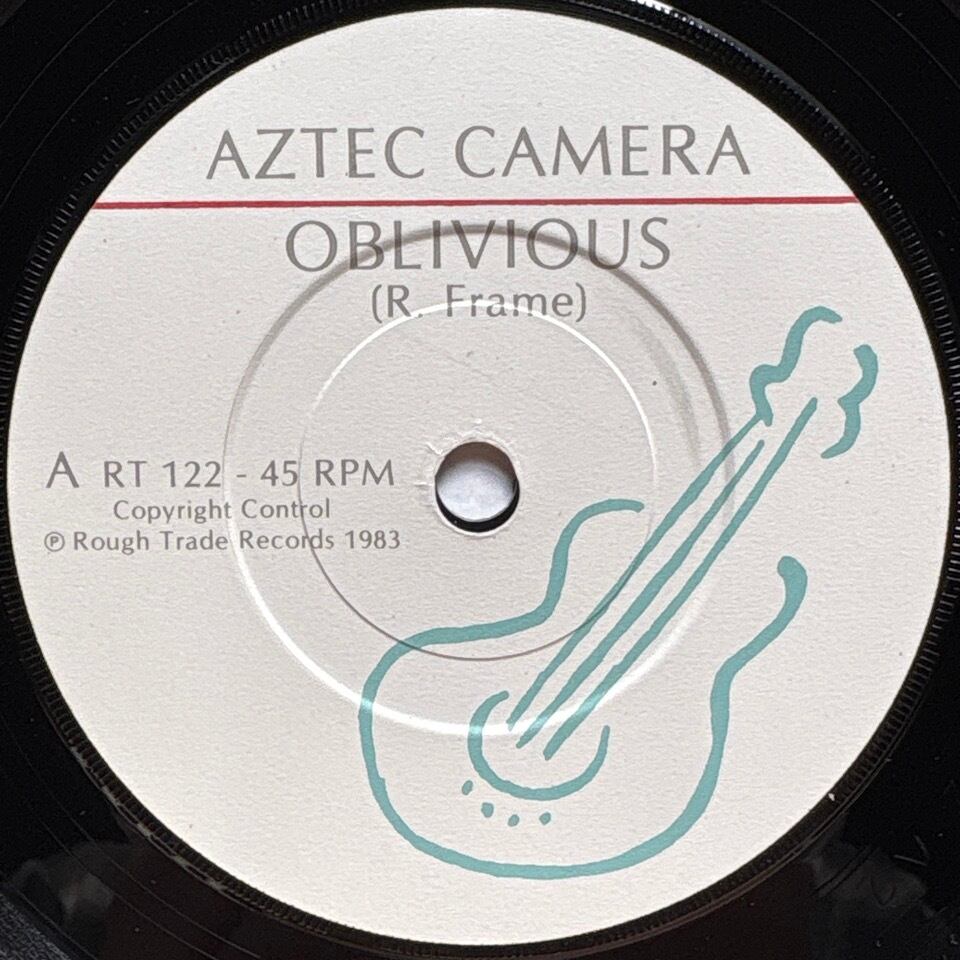 AZTEC CAMERA
OBLIVIOUS
(R. Frame)
A RT 122 - 45 RPM
Copyright Control
℗ Rough Trade Records 1983